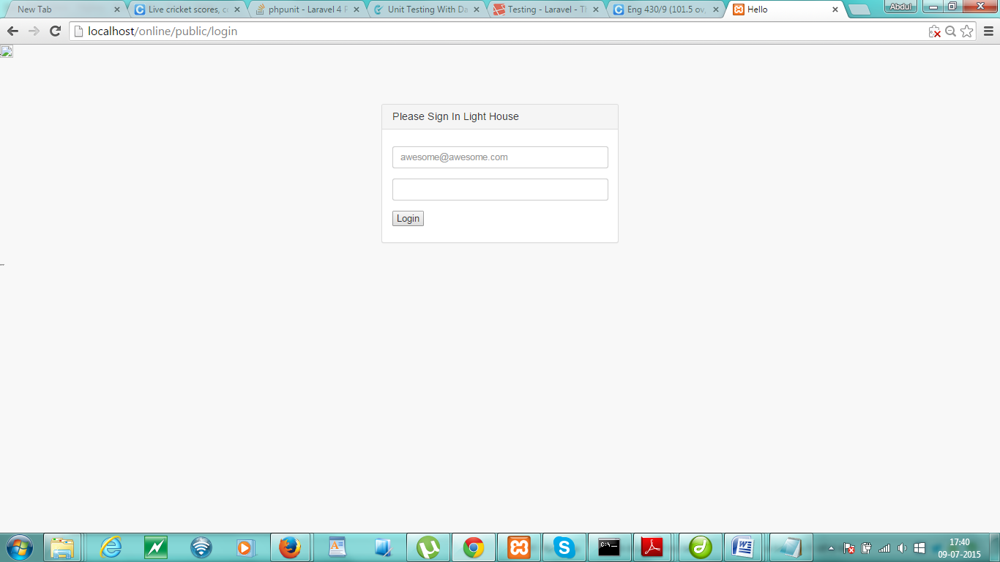 New Tab
Live cricket scores, c
phpunit - Laravel 4
Unit Testing With Da
Testing - Laravel - Th
Eng 430/9 (101.5 ov,
Hello
Abdul
localhost/online/public/login
Please Sign In Light House
awesome@awesome.com
Login
17:40
09-07-2015